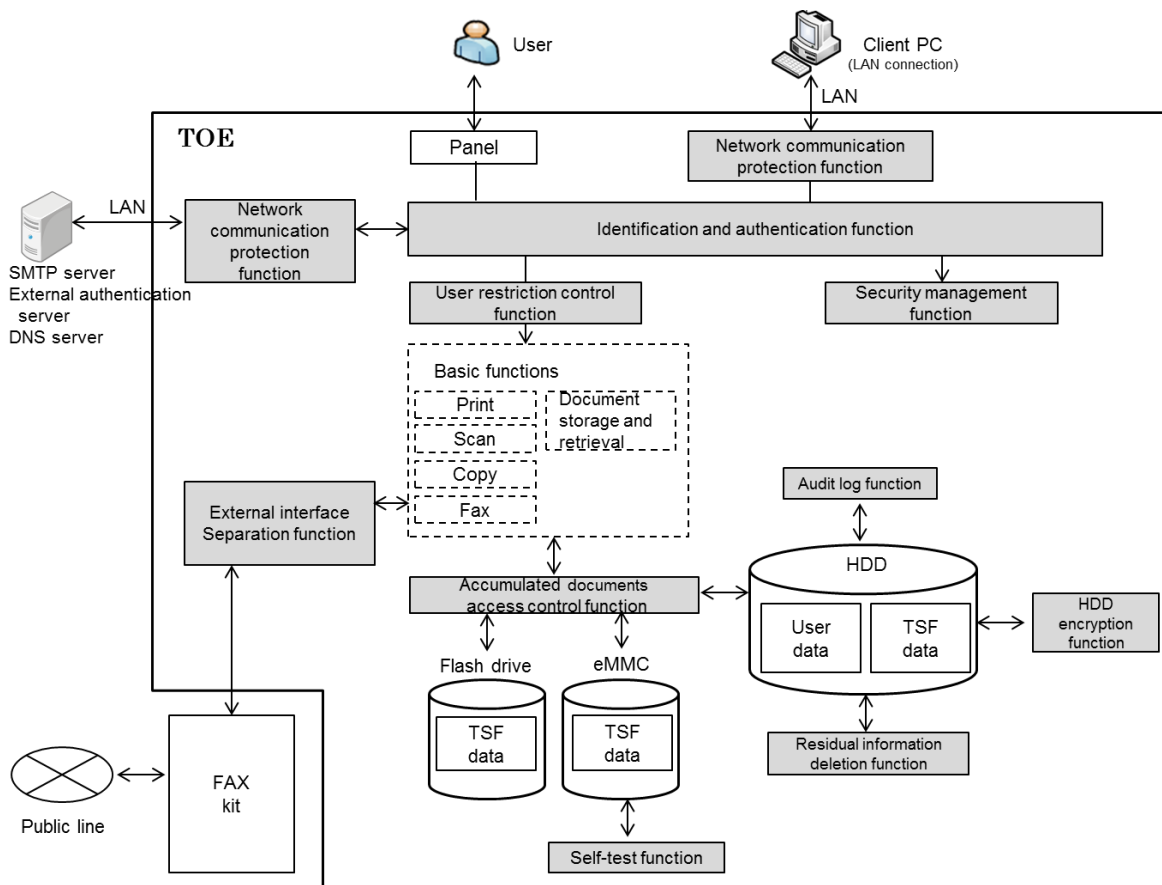 User
Client PC
(LAN connection)
LAN
TOE
Panel
Network communication
protection function
LAN
Network
communication
protection
function
Identification and authentication function
SMTP server
External authentication
server
DNS server
User restriction control
function
Security management
function
Basic functions
Print
Scan
Copy
Fax
Document
storage and
retrieval
Audit log function
External interface
Separation function
HDD
User
data
TSF
data
HDD
encryption
function
Accumulated documents
access control function
Flash drive
TSF
data
eMMC
TSF
data
Residual information
deletion function
FAX
kit
Public line
Self-test function